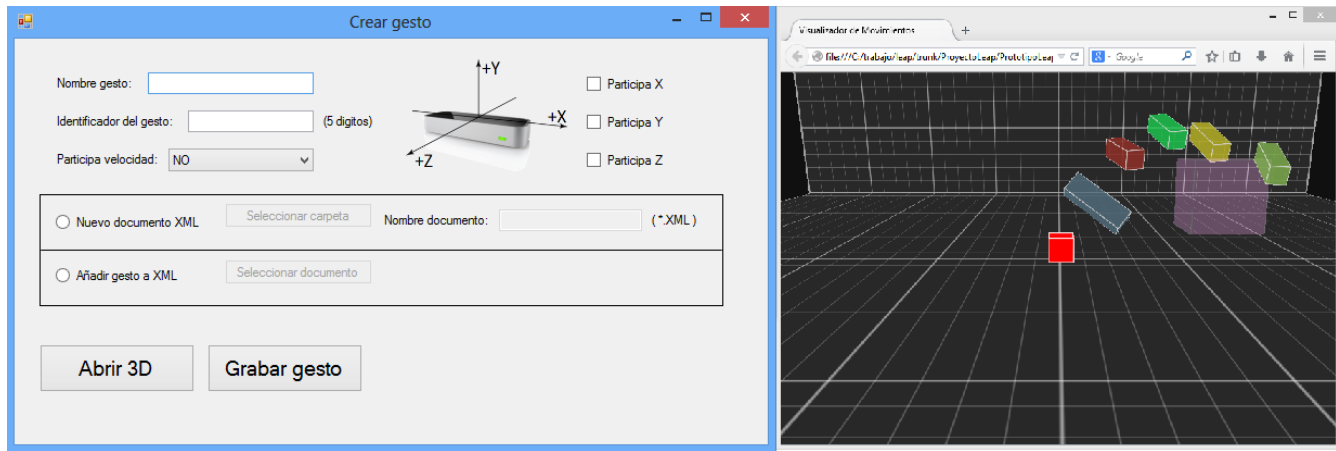 Crear gesto
Nombre gesto:
+Y
Participa X
Identificador del gesto:
(5 digitos)
+X
Participa Y
Participa velocidad:
NO
+Z
Participa Z
Nuevo documento XML
Seleccionar carpeta
Nombre documento:
(*.XML )
Añadir gesto a XML
Seleccionar documento
Abrir 3D
Grabar gesto
Visualizador de Movimientos
+
file:///C:/trabajo/leap/trunk/ProyectoLeap/PrototipoLeap
8 - Google